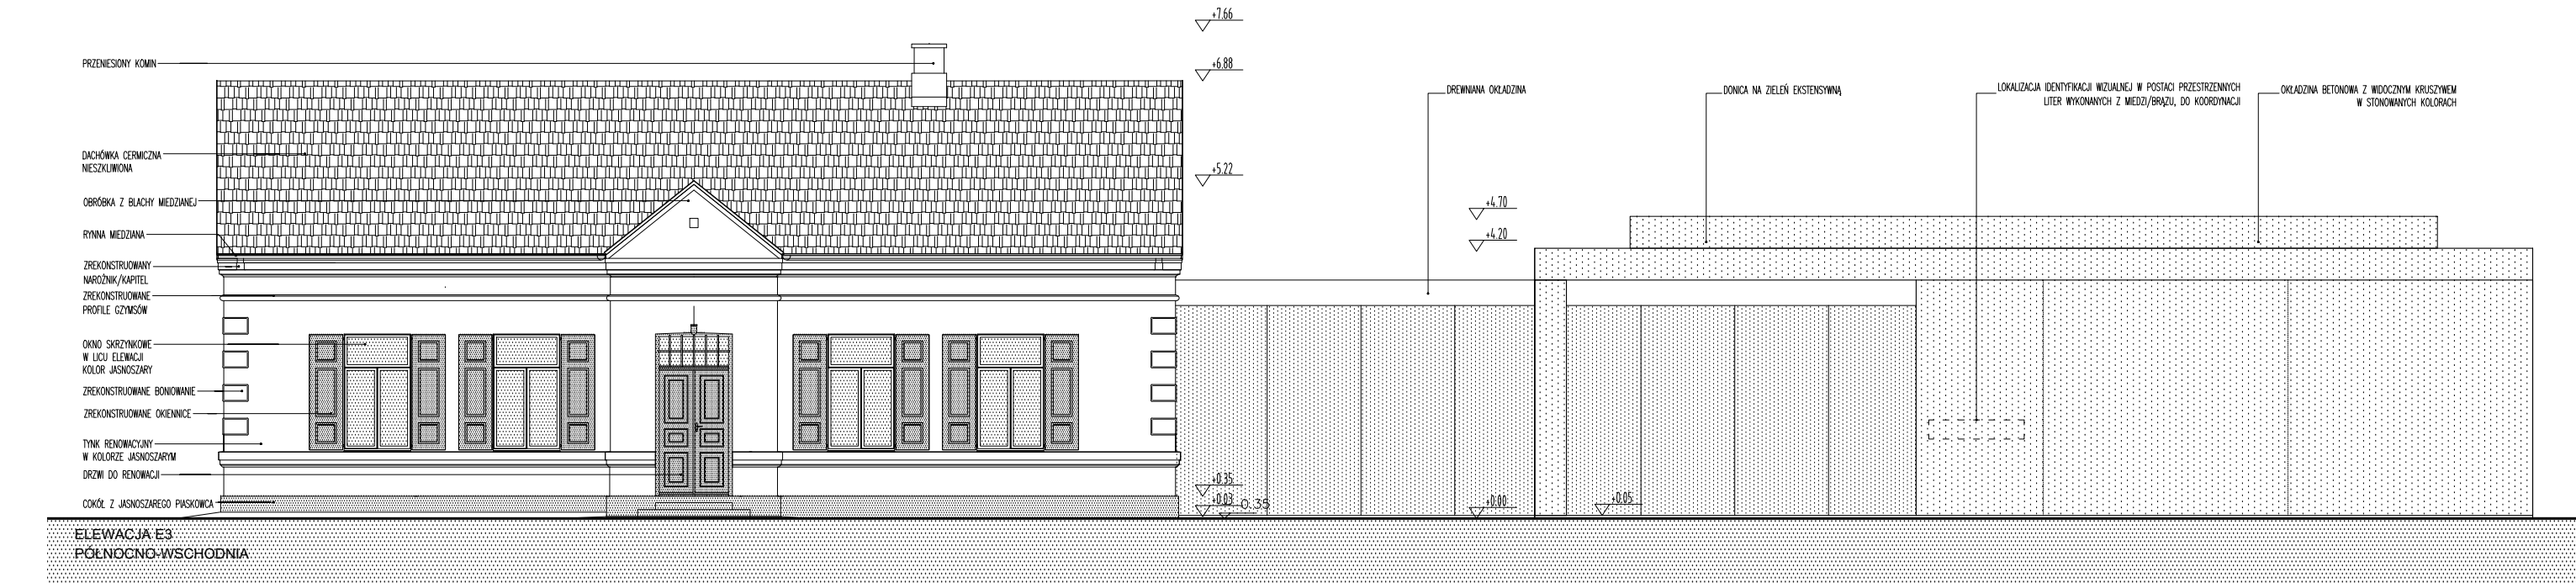 +7.66
PRZENIESIONY KOMIN
+6.88
DREWNIANA OKŁADZINA
DONICA NA ZIELEŃ EKSTENSYWNĄ
LOKALIZACJA IDENTYFIKACJI WIZUALNEJ W POSTACI PRZESTRZENNYCH
LITER WYKONANYCH Z MIEDZI/BRĄZU, DO KOORDYNACJI
OKŁADZINA BETONOWA Z WIDOCZNYM KRUSZYWEM
W STONOWANYCH KOLORACH
DACHÓWKA CERMICZNA
NIESZKLIWIONA
+5.22
OBRÓBKA Z BLACHY MIEDZIANEJ
+4.70
RYNNA MIEDZIANA
+4.20
ZREKONSTRUOWANY
NAROŻNIK/KAPITEL
ZREKONSTRUOWANE
PROFILE GZYMSÓW
OKNO SKRZYNKOWE
W LICU ELEWACJI
KOLOR JASNOSZARY
ZREKONSTRUOWANE BONIOWANIE
ZREKONSTRUOWANE OKIENNICE
TYNK RENOWACYJNY
W KOLORZE JASNOSZARYM
DRZWI DO RENOWACJI
+0.35
COKÓŁ Z JASNOSZAREGO PIASKOWCA
+0.03
0.35
+0.00
+0.05
ELEWACJA E3
PÓŁNOCNO-WSCHODNIA